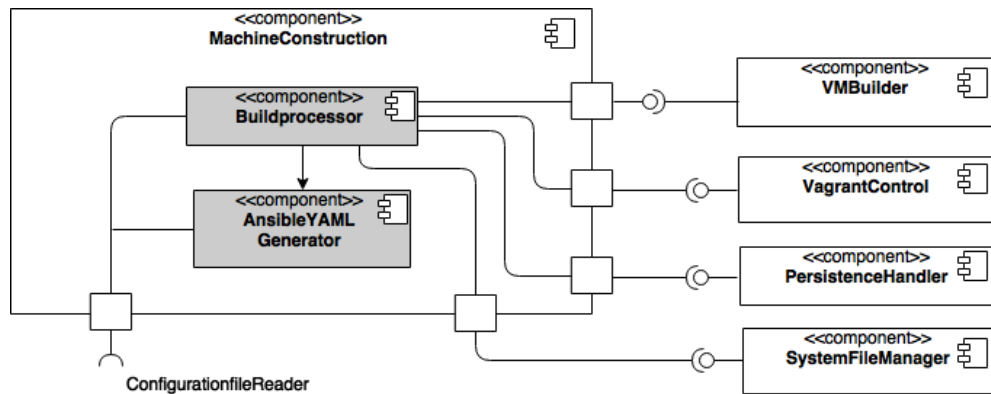 <<component>>
MachineConstruction
<<component>>
Buildprocessor
<<component>>
AnsibleYAML
Generator
<<component>>
VMBuilder
<<component>>
VagrantControl
<<component>>
PersistenceHandler
<<component>>
SystemFileManager
ConfigurationfileReader